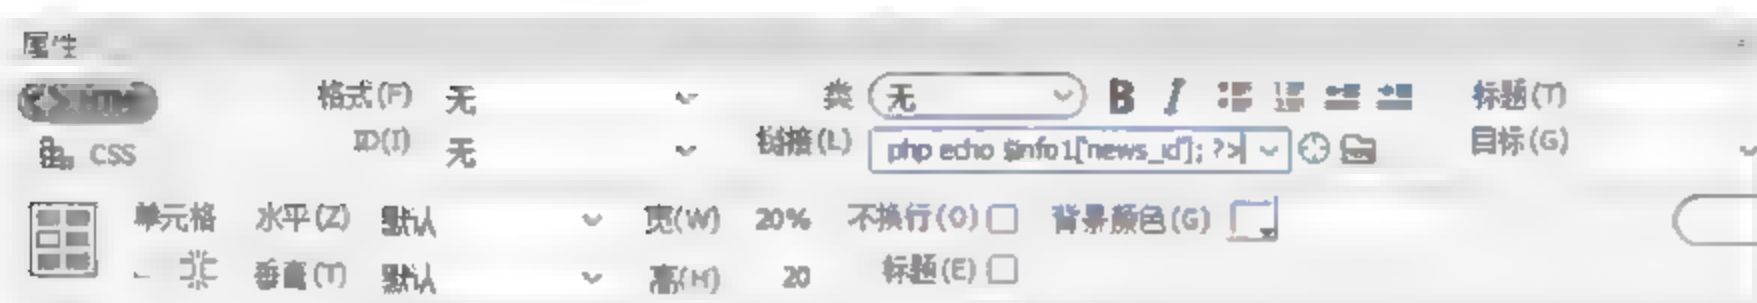 属性
格式(F) 无 类 无 B I 标题(T)
CSS ID(I) 无 链接(L) php echo $info1['news_id']; ?> 目标(G)
单元格 水平(Z) 默认 宽(W) 20% 不换行(O) 背景颜色(G)
垂直(T) 默认 高(H) 20 标题(E)